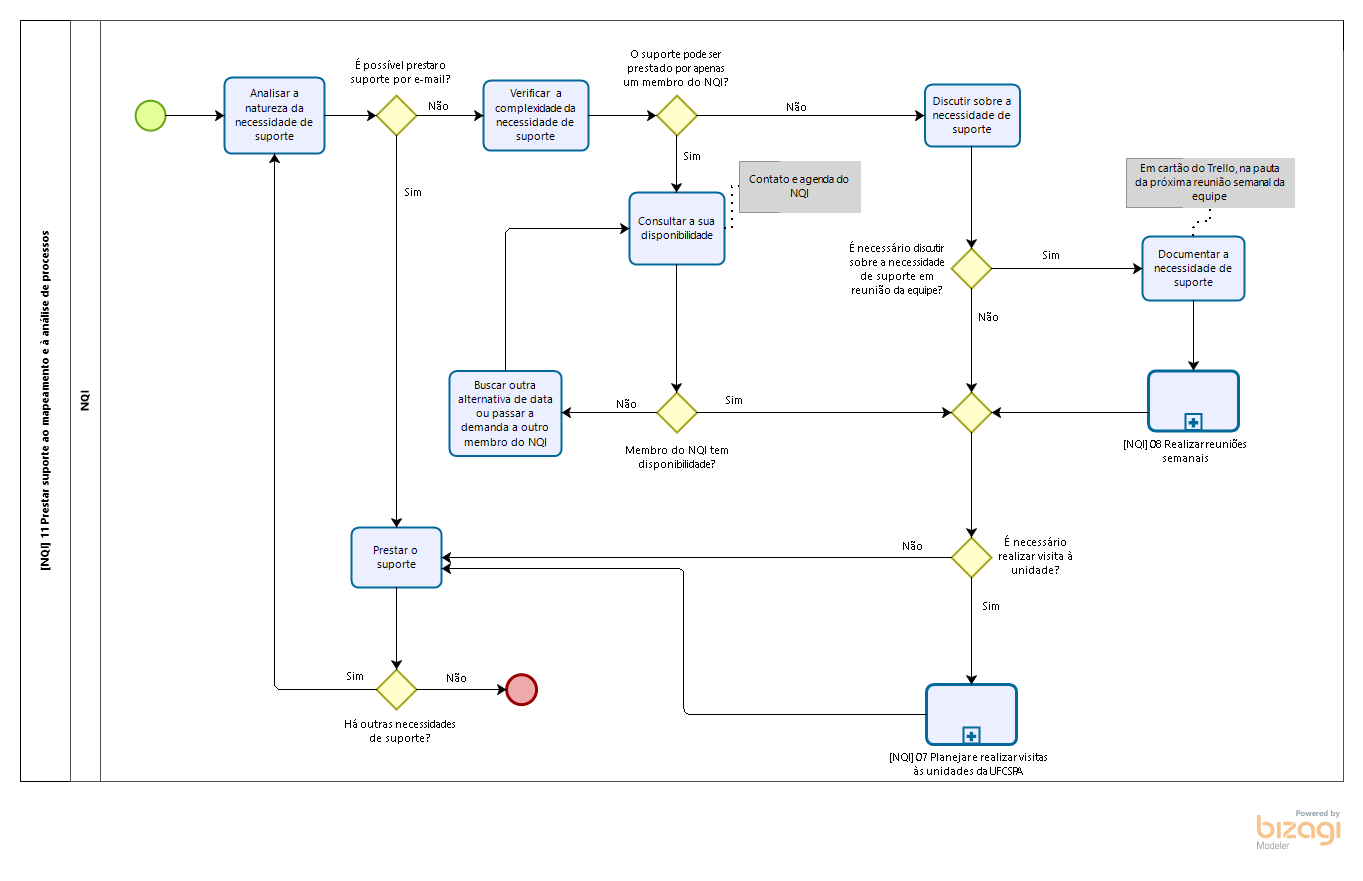 [NQI] 11 Prestar suporte ao mapeamento e à análise de processos
NQI
Analisar a
natureza da
necessidade de
suporte
É possível prestar o
suporte por e-mail?
Não
Sim
Verificar a
complexidade da
necessidade de
suporte
O suporte pode ser
prestado por apenas
um membro do NQI?
Não
Sim
Discutir sobre a
necessidade de
suporte
Contato e agenda do
NQI
Consultar a sua
disponibilidade
Em cartão do Trello, na pauta
da próxima reunião semanal da
equipe
É necessário discutir
sobre a necessidade
de suporte em
reunião da equipe?
Sim
Não
Documentar a
necessidade de
suporte
Buscar outra
alternativa de data
ou passar a
demanda a outro
membro do NQI
Não
Sim
Membro do NQI tem
disponibilidade?
[NQI] 08 Realizar reuniões
semanais
Prestar o
suporte
Não
É necessário
realizar visita à
unidade?
Sim
Sim
Não
Há outras necessidades
de suporte?
[NQI] 07 Planejar e realizar visitas
às unidades da UFCSPA
Powered by
bizagi
Modeler